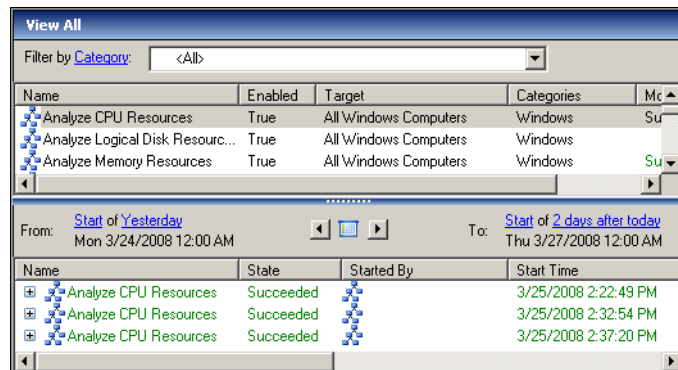 View All
Filter by Category: <All>
Name Enabled Target Categories Mc
Analyze CPU Resources True All Windows Computers Windows Su
Analyze Logical Disk Resourc... True All Windows Computers Windows
Analyze Memory Resources True All Windows Computers Windows Su
From: Start of Yesterday To: Start of 2 days after today
Mon 3/24/2008 12:00 AM Thu 3/27/2008 12:00 AM
Name State Started By Start Time
Analyze CPU Resources Succeeded 3/25/2008 2:22:49 PM
Analyze CPU Resources Succeeded 3/25/2008 2:32:54 PM
Analyze CPU Resources Succeeded 3/25/2008 2:37:20 PM